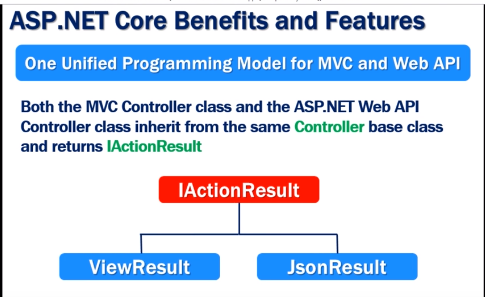 ASP.NET Core Benefits and Features
One Unified Programming Model for MVC and Web API
Both the MVC Controller class and the ASP.NET Web API
Controller class inherit from the same Controller base class
and returns IActionResult
IActionResult
ViewResult
JsonResult